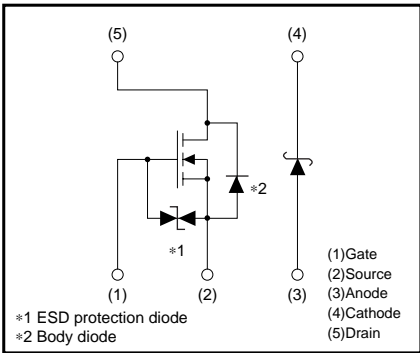 (5) (4)
∗2
∗1
(1) (2) (3)
(1)Gate
(2)Source
(3)Anode
(4)Cathode
(5)Drain
∗1 ESD protection diode
∗2 Body diode